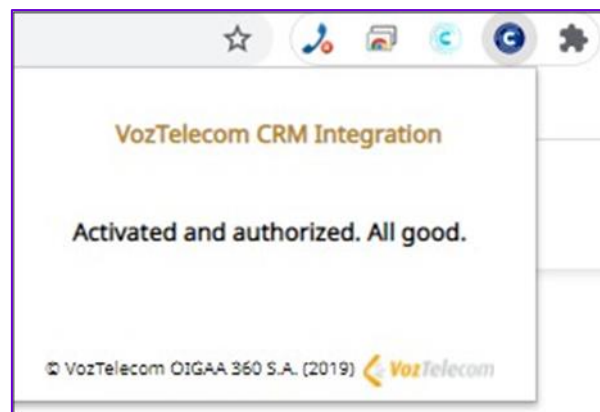 VozTelecom CRM Integration
Activated and authorized. All good.
© VozTelecom OIGAA 360 S.A. (2019) VozTelecom